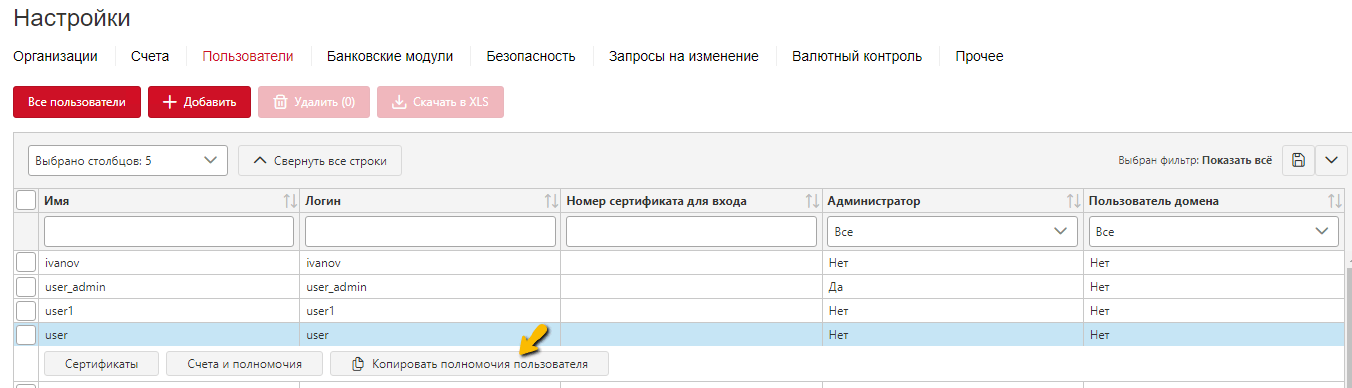 Настройки
Организации Счета Пользователи Банковские модули Безопасность Запросы на изменение Валютный контроль Прочее
Все пользователи Добавить Удалить (0) Скачать в XLS
Выбрано столбцов: 5 Свернуть все строки Выбран фильтр: Показать всё
Имя Логин Номер сертификата для входа Администратор Пользователь домена
Все Все
ivanov ivanov Нет Нет
user_admin user_admin Да Нет
user1 user1 Нет Нет
user user Нет Нет
Сертификаты Счета и полномочия Копировать полномочия пользователя